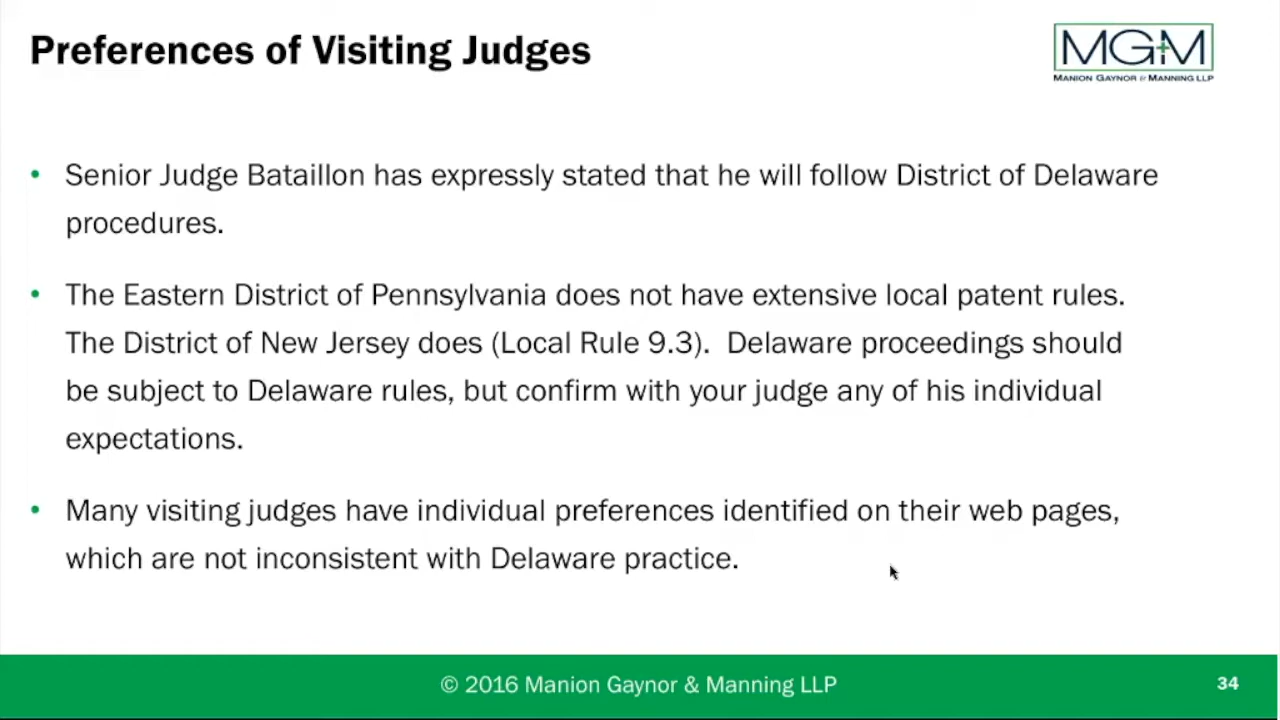 Preferences of Visiting Judges
MG+M
MANION GAYNOR & MANNING LLP
• Senior Judge Bataillon has expressly stated that he will follow District of Delaware
procedures.
• The Eastern District of Pennsylvania does not have extensive local patent rules.
The District of New Jersey does (Local Rule 9.3).  Delaware proceedings should
be subject to Delaware rules, but confirm with your judge any of his individual
expectations.
• Many visiting judges have individual preferences identified on their web pages,
which are not inconsistent with Delaware practice.
© 2016 Manion Gaynor & Manning LLP
34